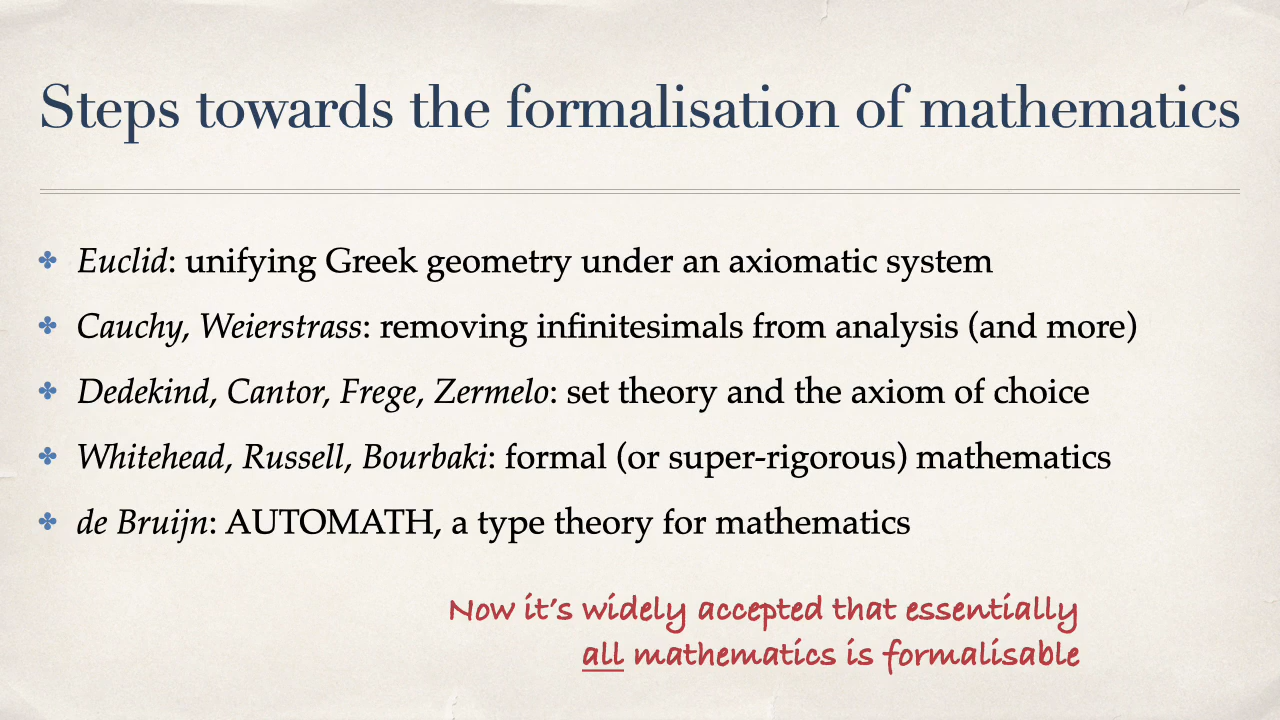 Steps towards the formalisation of mathematics
Euclid: unifying Greek geometry under an axiomatic system
Cauchy, Weierstrass: removing infinitesimals from analysis (and more)
Dedekind, Cantor, Frege, Zermelo: set theory and the axiom of choice
Whitehead, Russell, Bourbaki: formal (or super-rigorous) mathematics
de Bruijn: AUTOMATH, a type theory for mathematics
Now it's widely accepted that essentially
all mathematics is formalisable